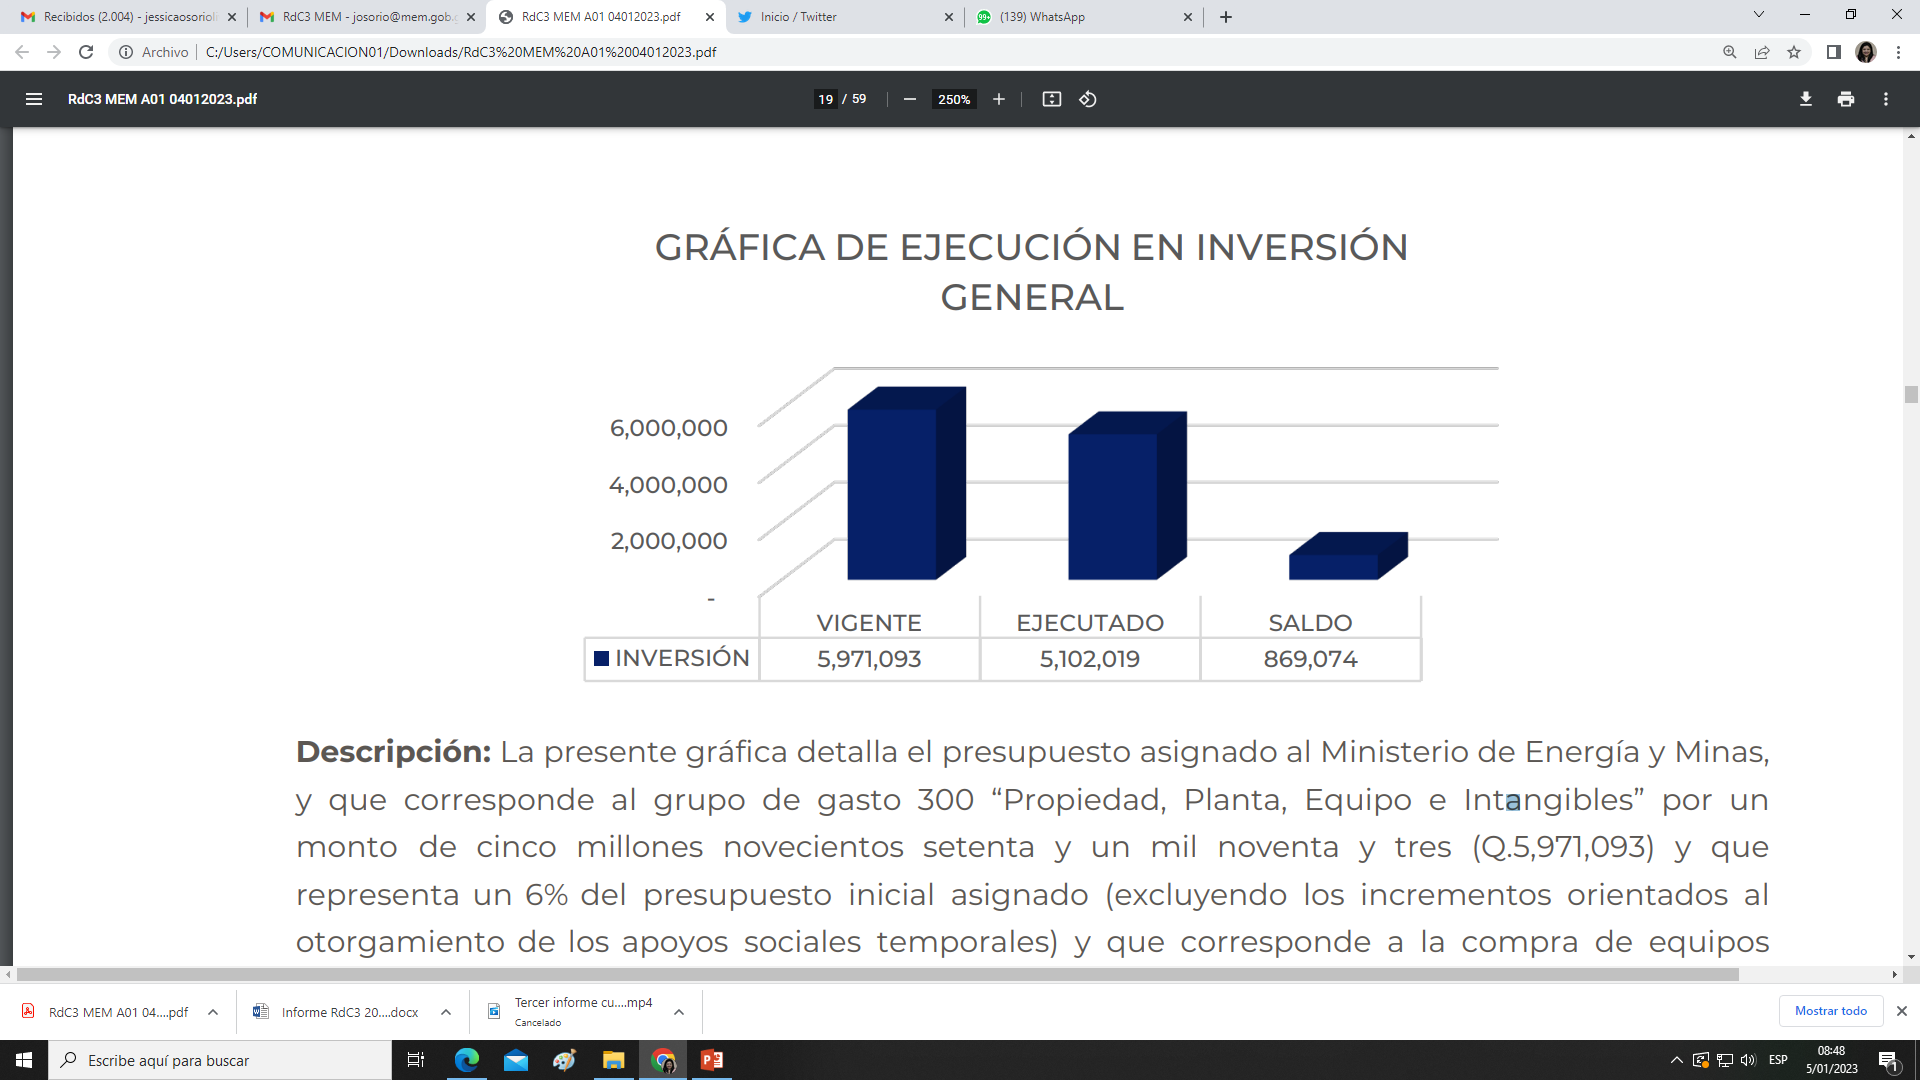 Recibidos (2.004) - jessicaosorioli
RdC3 MEM - josorio@mem.gob.g
RdC3 MEM A01 04012023.pdf
Inicio / Twitter
(139) WhatsApp
Archivo
C:/Users/COMUNICACION01/Downloads/RdC3%20MEM%20A01%2004012023.pdf
RdC3 MEM A01 04012023.pdf
19 / 59
250%
GRÁFICA DE EJECUCIÓN EN INVERSIÓN
GENERAL
6,000,000
4,000,000
2,000,000
-
VIGENTE EJECUTADO SALDO
INVERSIÓN 5,971,093 5,102,019 869,074
Descripción: La presente gráfica detalla el presupuesto asignado al Ministerio de Energía y Minas,
y que corresponde al grupo de gasto 300 “Propiedad, Planta, Equipo e Intangibles” por un
monto de cinco millones novecientos setenta y un mil noventa y tres (Q.5,971,093) y que
representa un 6% del presupuesto inicial asignado (excluyendo los incrementos orientados al
otorgamiento de los apoyos sociales temporales) y que corresponde a la compra de equipos
RdC3 MEM A01 04....pdf
Informe RdC3 20....docx
Tercer informe cu....mp4
Cancelado
Mostrar todo
Escribe aquí para buscar
ESP
08:48
5/01/2023
1